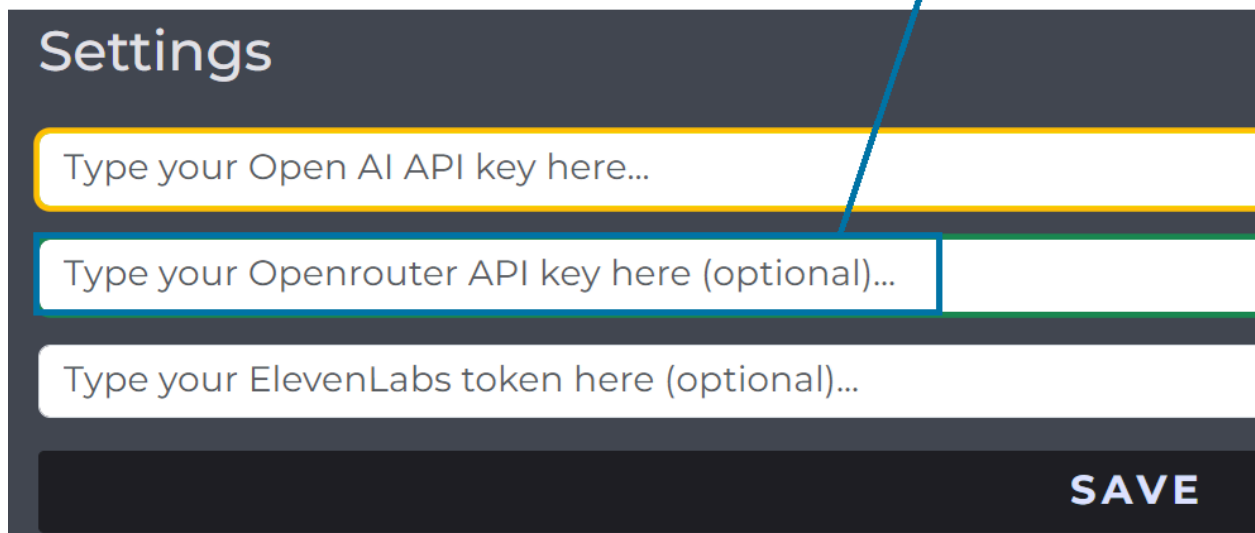 Settings
Type your Open AI API key here...
Type your Openrouter API key here (optional)...
Type your ElevenLabs token here (optional)...
SAVE